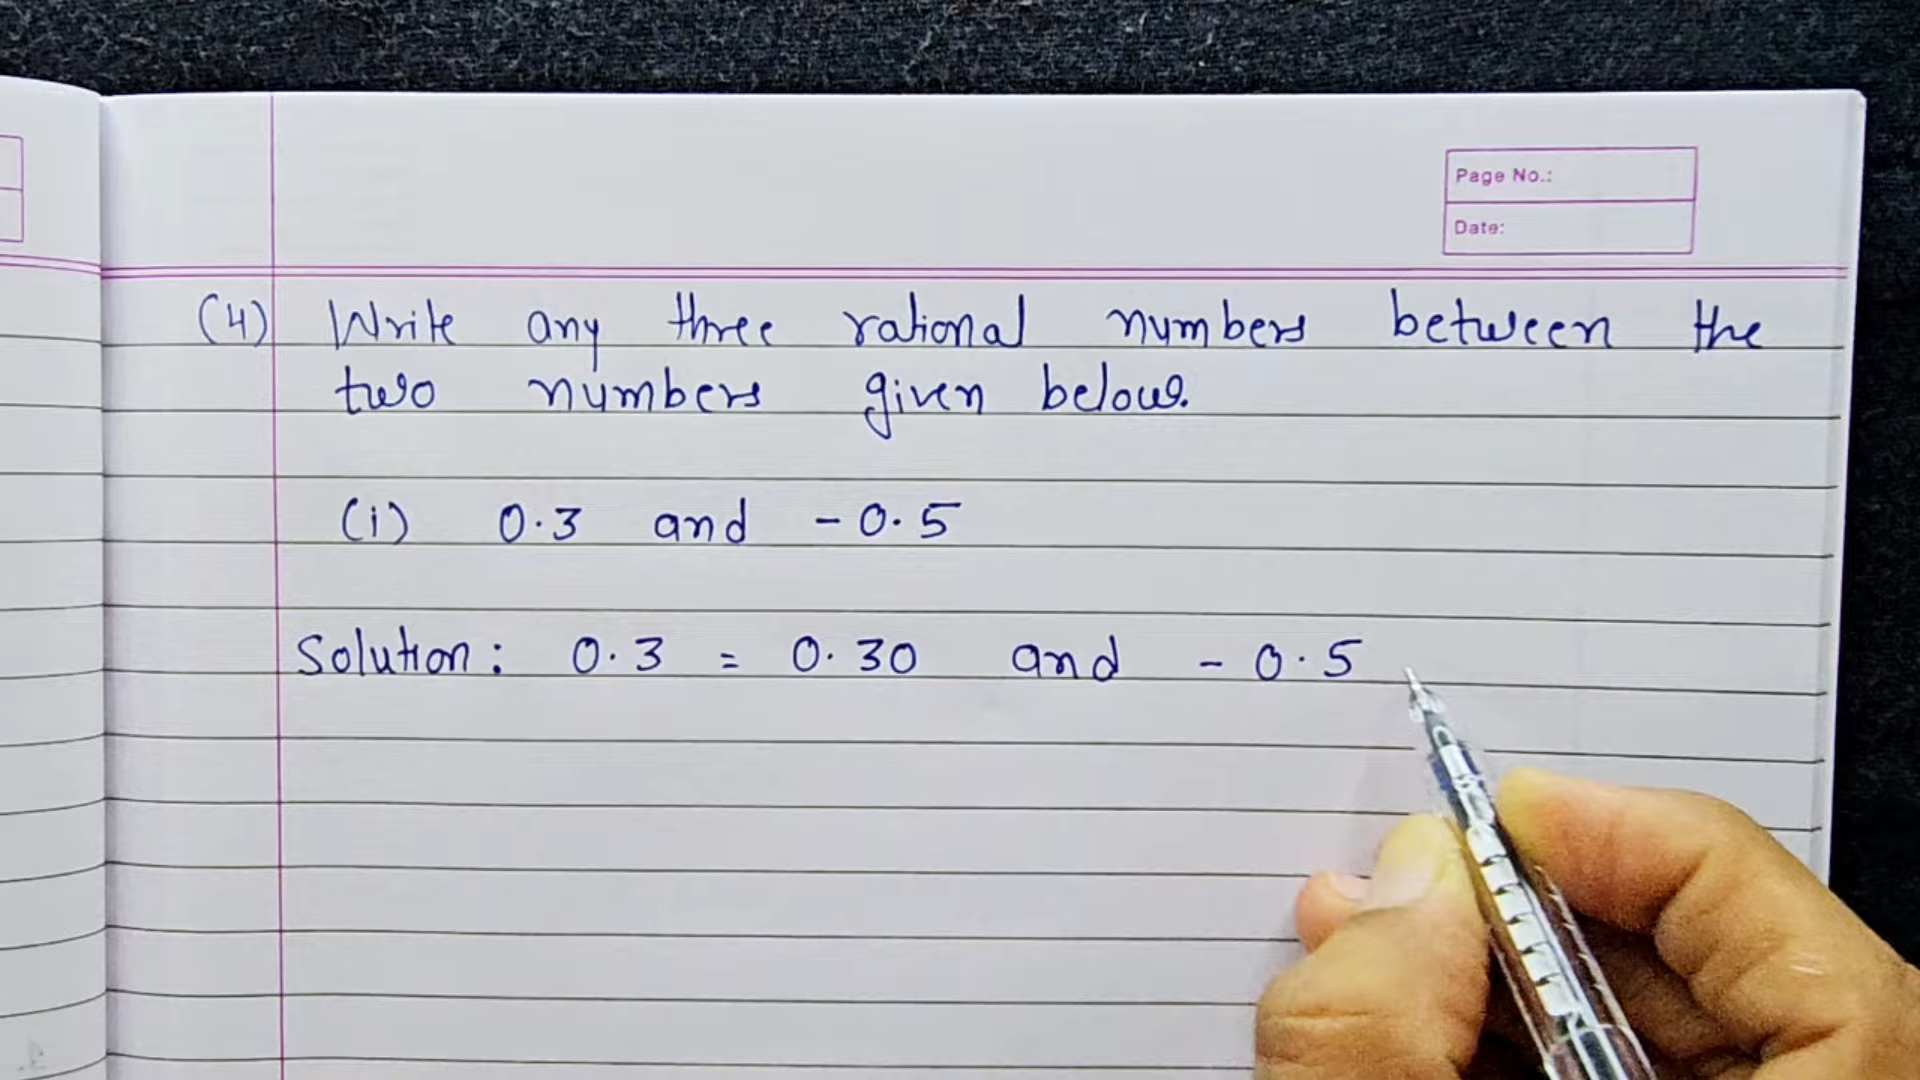 Page No.:
Date:
(4) Write any three rational numbers between the
two numbers given below.
(i) 0.3 and - 0.5
Solution: 0.3 = 0.30 and - 0.5